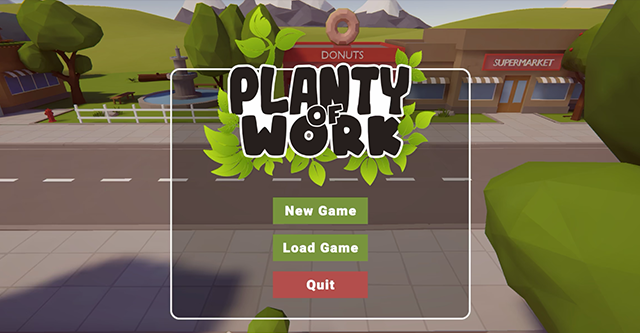 DONUTS
SUPERMARKET
PLANTY
OF
WORK
New Game
Load Game
Quit